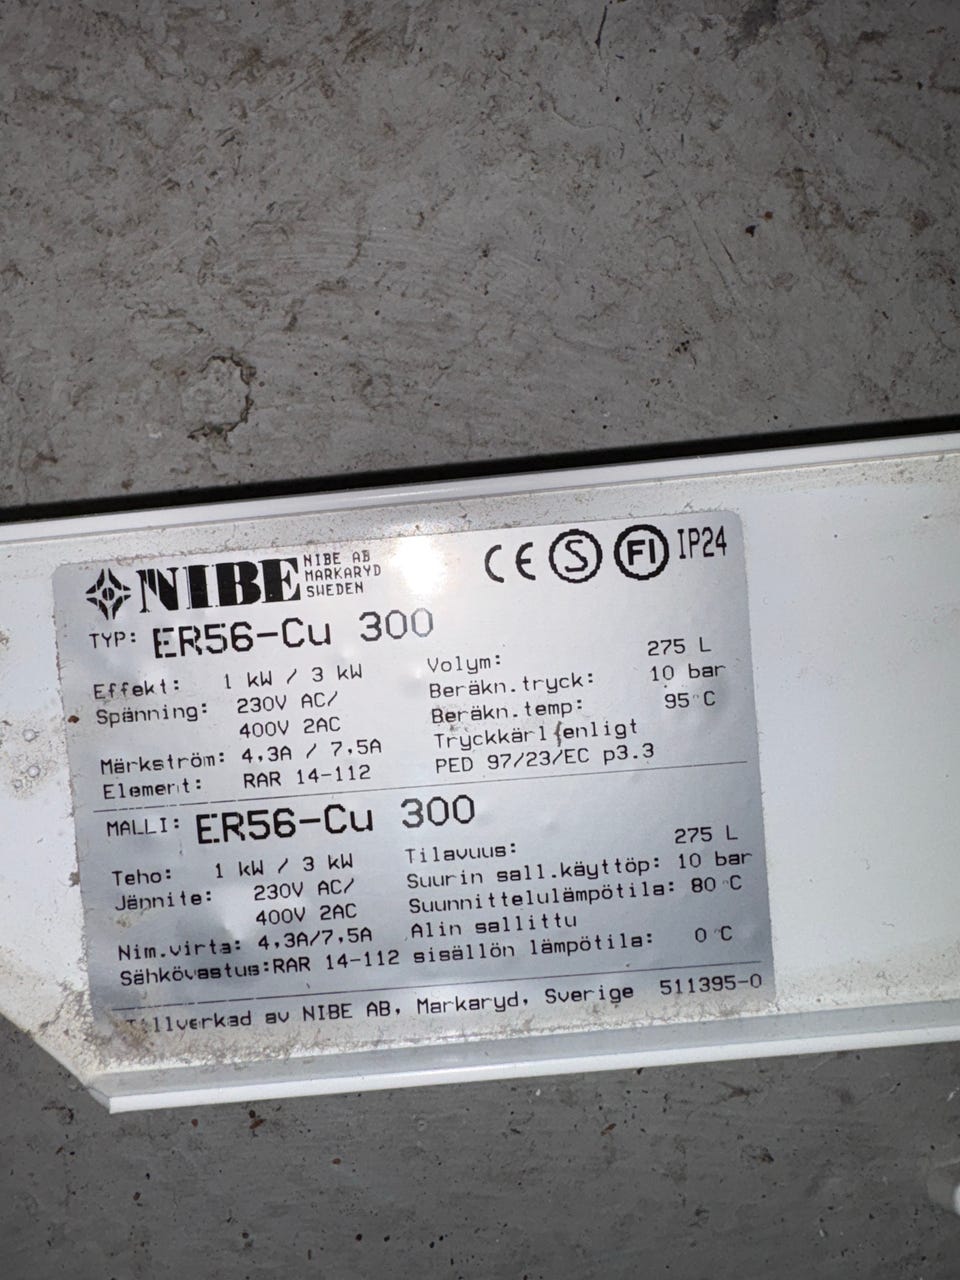 NIBE NIBE AB
MARKARYD
SWEDEN
CE S FI IP24
TYP: ER56-Cu 300
Effekt: 1 kW / 3 kW
Spänning: 230V AC/
400V 2AC
Märkström: 4,3A / 7,5A
Element: RAR 14-112
Volym: 275 L
Beräkn.tryck: 10 bar
Beräkn.temp: 95°C
Tryckkärl enligt
PED 97/23/EC p3.3
MALLI: ER56-Cu 300
Teho: 1 kW / 3 kW
Jännite: 230V AC/
400V 2AC
Nim.virta: 4,3A/7,5A
Sähkövastus: RAR 14-112
Tilavuus: 275 L
Suurin sall.käyttöp: 10 bar
Suunnittelulämpötila: 80°C
Alin sallittu
sisällön lämpötila: 0°C
Tillverkad av NIBE AB, Markaryd, Sverige 511395-0